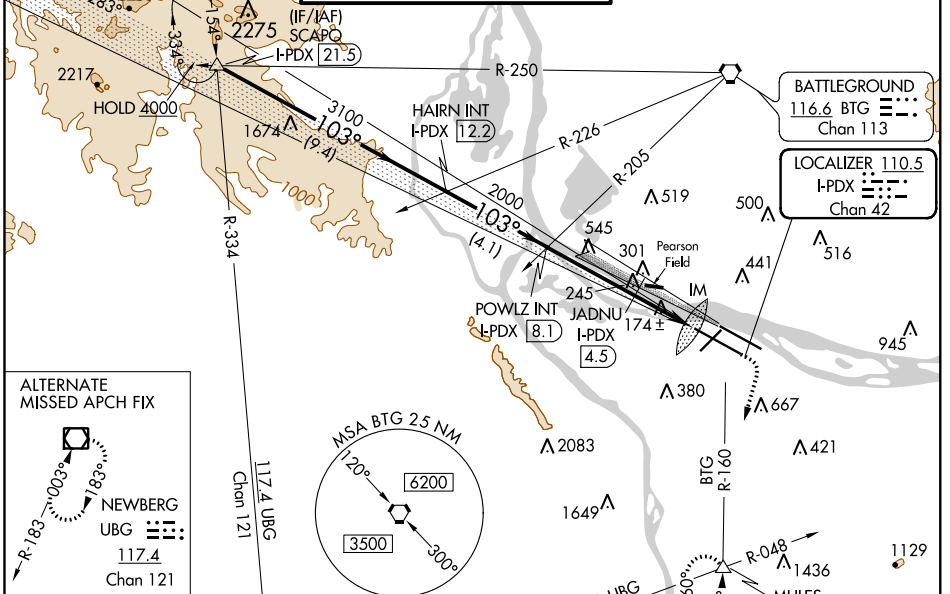 283°
334°
154°
2275
(IF/IAF)
SCAPO
I-PDX 21.5
2217
HOLD 4000
1674
3100
103°
(9.4)
1000
HAIRN INT
I-PDX 12.2
R-250
R-226
R-205
BATTLEGROUND
116.6 BTG
Chan 113
LOCALIZER 110.5
I-PDX
Chan 42
2000
103°
(4.1)
519
500
516
545
301
Pearson
Field
441
245
IM
POWLZ INT
I-PDX 8.1
JADNU
I-PDX
4.5
174 ±
945
R-334
380
667
2083
421
1649
BTG
R-160
117.4 UBG
Chan 121
ALTERNATE
MISSED APCH FIX
003°
183°
R-183
NEWBERG
UBG
117.4
Chan 121
MSA BTG 25 NM
120°
6200
3500
300°
R-048
1436
1129
UBG
MULES